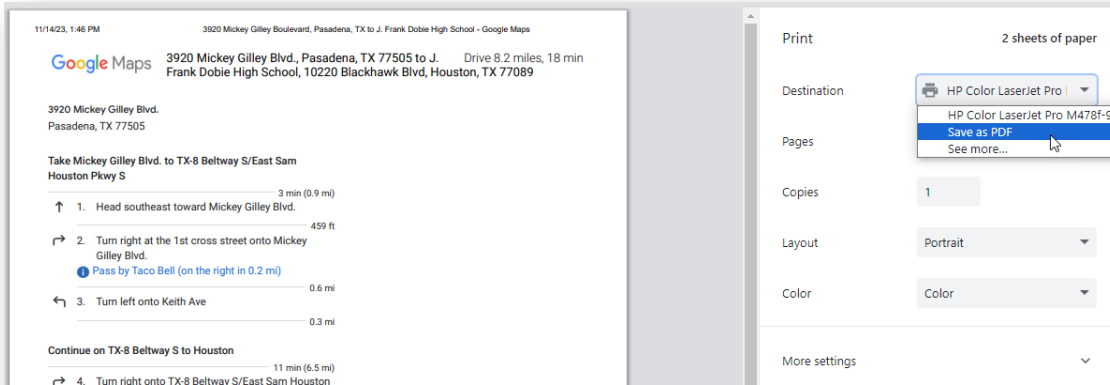 11/14/23, 1:46 PM
3920 Mickey Gilley Boulevard, Pasadena, TX to J. Frank Dobie High School - Google Maps
Google Maps
3920 Mickey Gilley Blvd., Pasadena, TX 77505 to J.
Frank Dobie High School, 10220 Blackhawk Blvd, Houston, TX 77089
Drive 8.2 miles, 18 min
3920 Mickey Gilley Blvd.
Pasadena, TX 77505
Take Mickey Gilley Blvd. to TX-8 Beltway S/East Sam
Houston Pkwy S
3 min (0.9 mi)
1. Head southeast toward Mickey Gilley Blvd.
459 ft
2. Turn right at the 1st cross street onto Mickey
Gilley Blvd.
Pass by Taco Bell (on the right in 0.2 mi)
0.6 mi
3. Turn left onto Keith Ave
0.3 mi
Continue on TX-8 Beltway S to Houston
11 min (6.5 mi)
4. Turn right onto TX-8 Beltway S/East Sam Houston
Print
2 sheets of paper
Destination
HP Color LaserJet Pro
HP Color LaserJet Pro M478f-9
Save as PDF
See more...
Pages
Copies
1
Layout
Portrait
Color
Color
More settings